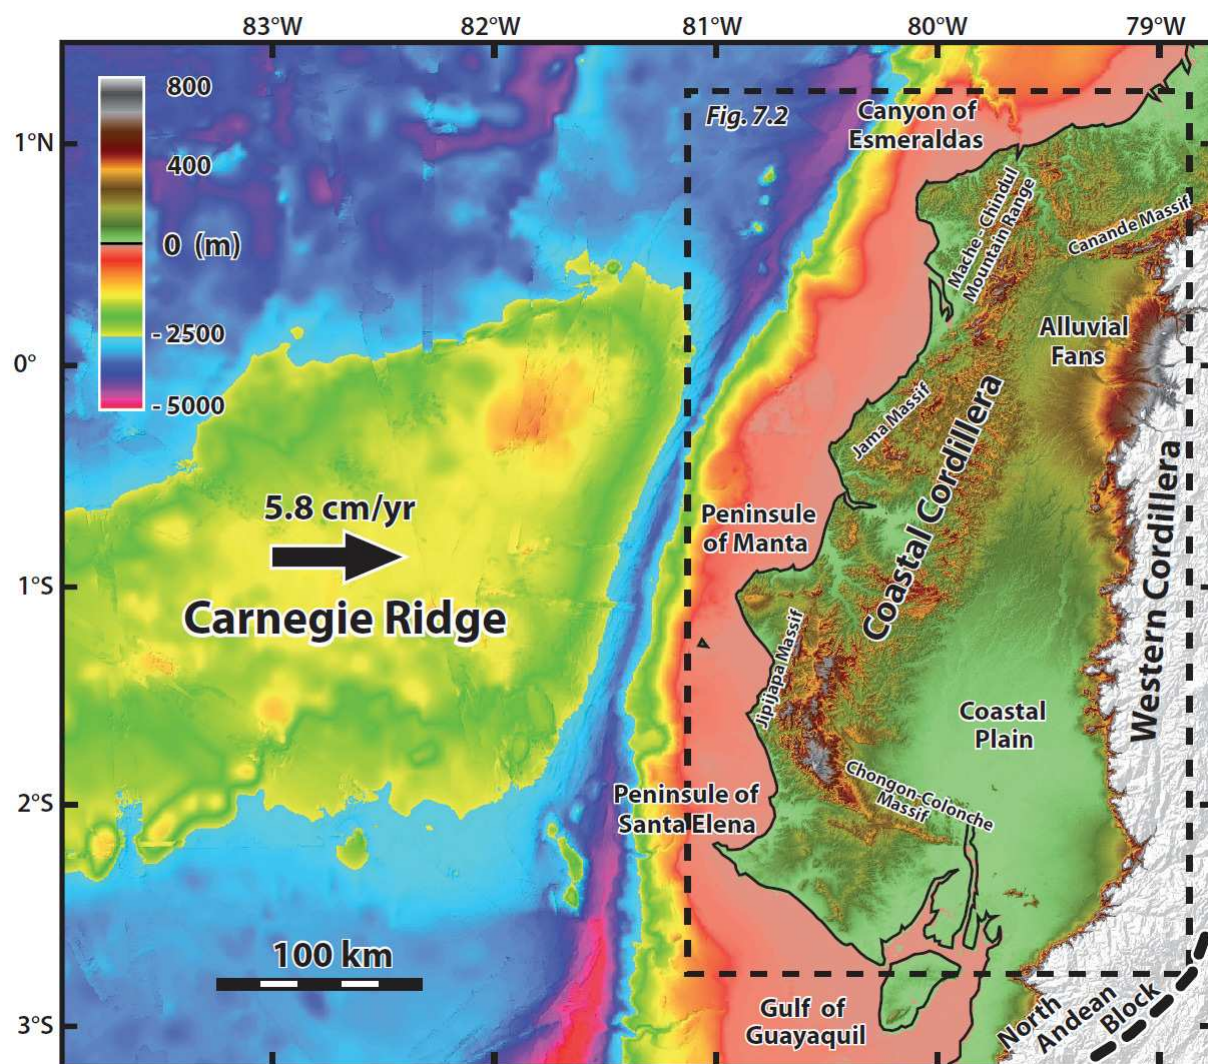 83°W
82°W
81°W
80°W
79°W
1°N
0°
1°S
2°S
3°S
800
400
0 (m)
- 2500
- 5000
Fig. 7.2
Canyon of
Esmeraldas
Mache - Chindul
Mountain Range
Canande Massif
Alluvial
Fans
Jama Massif
Coastal Cordillera
Western Cordillera
5.8 cm/yr
Carnegie Ridge
Peninsule
of Manta
Jipijapa Massif
Coastal
Plain
Chongon-Colonche
Massif
Peninsule of
Santa Elena
100 km
Gulf of
Guayaquil
North
Andean
Block